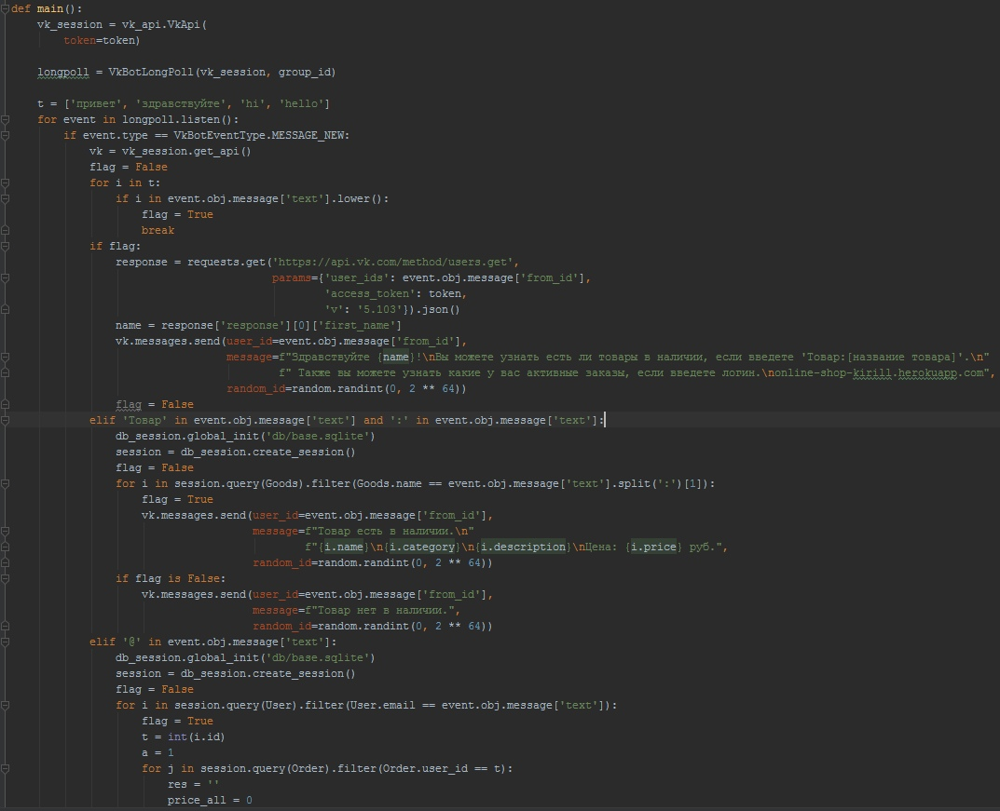 def main():
    vk_session = vk_api.VkApi(
        token=token)
    longpoll = VkBotLongPoll(vk_session, group_id)
    t = ['привет', 'здравствуйте', 'hi', 'hello']
    for event in longpoll.listen():
        if event.type == VkBotEventType.MESSAGE_NEW:
            vk = vk_session.get_api()
            flag = False
            for i in t:
                if i in event.obj.message['text'].lower():
                    flag = True
                    break
            if flag:
                response = requests.get('https://api.vk.com/method/users.get',
                                        params={'user_ids': event.obj.message['from_id'],
                                                'access_token': token,
                                                'v': '5.103'}).json()
                name = response['response'][0]['first_name']
                vk.messages.send(user_id=event.obj.message['from_id'],
                                 message=f"Здравствуйте {name}!\nВы можете узнать есть ли товары в наличии, если введете 'Товар:[название товара]'.\n"
                                         f" Также вы можете узнать какие у вас активные заказы, если введете логин.\nonline-shop-kirill.herokuapp.com",
                                 random_id=random.randint(0, 2 ** 64))
                flag = False
            elif 'Товар' in event.obj.message['text'] and ':' in event.obj.message['text']:
                db_session.global_init('db/base.sqlite')
                session = db_session.create_session()
                flag = False
                for i in session.query(Goods).filter(Goods.name == event.obj.message['text'].split(':')[1]):
                    flag = True
                    vk.messages.send(user_id=event.obj.message['from_id'],
                                     message=f"Товар есть в наличии.\n"
                                             f"{i.name}\n{i.category}\n{i.description}\nЦена: {i.price} руб.",
                                     random_id=random.randint(0, 2 ** 64))
                if flag is False:
                    vk.messages.send(user_id=event.obj.message['from_id'],
                                     message=f"Товар нет в наличии.",
                                     random_id=random.randint(0, 2 ** 64))
            elif '@' in event.obj.message['text']:
                db_session.global_init('db/base.sqlite')
                session = db_session.create_session()
                flag = False
                for i in session.query(User).filter(User.email == event.obj.message['text']):
                    flag = True
                    t = int(i.id)
                    a = 1
                    for j in session.query(Order).filter(Order.user_id == t):
                        res = ''
                        price_all = 0